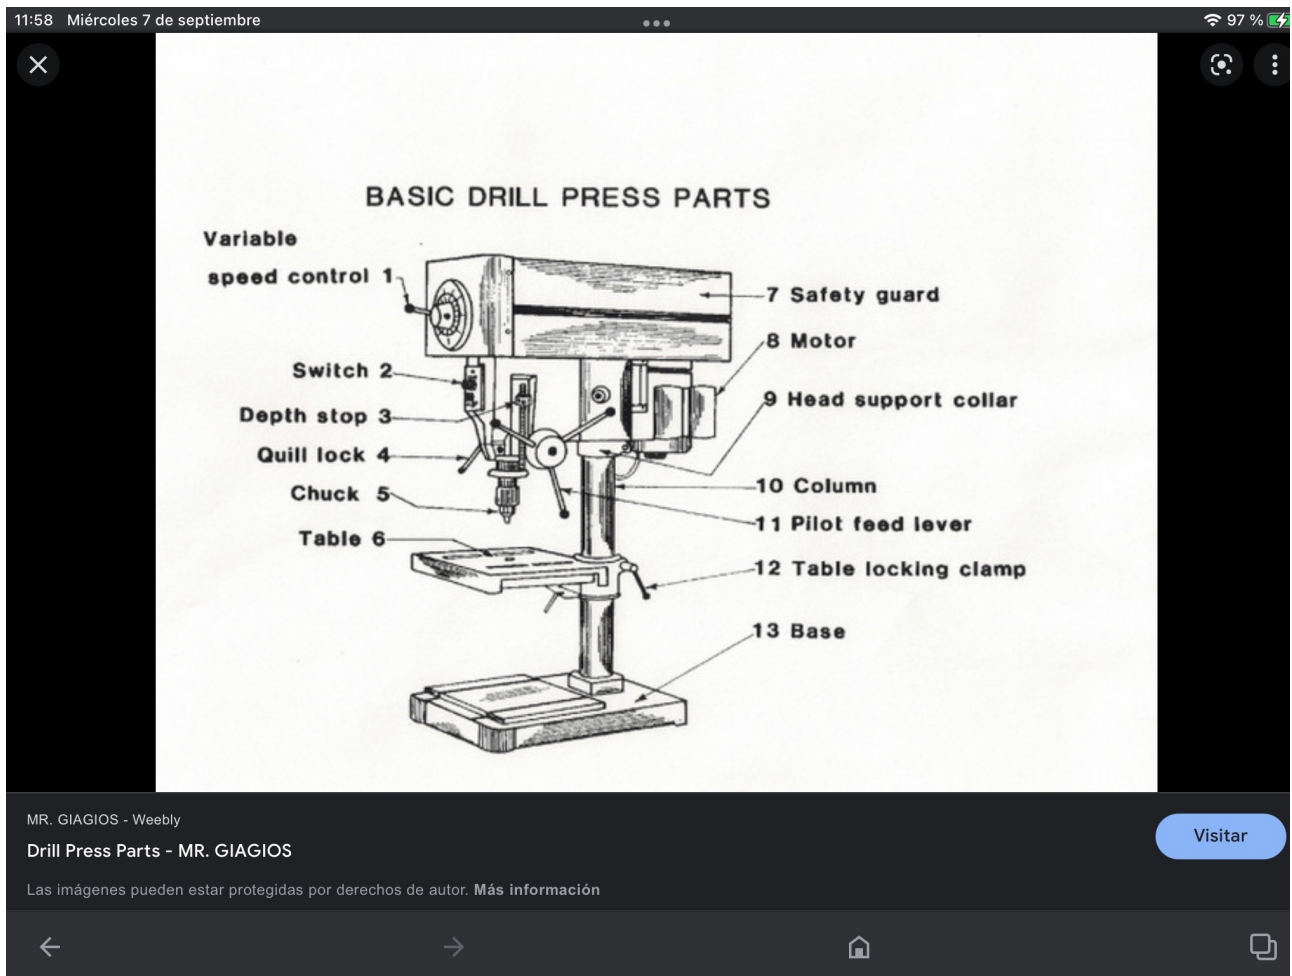 11:58 Miércoles 7 de septiembre
97 %
BASIC DRILL PRESS PARTS
Variable
speed control 1
Switch 2
Depth stop 3
Quill lock 4
Chuck 5
Table 6
7 Safety guard
8 Motor
9 Head support collar
10 Column
11 Pilot feed lever
12 Table locking clamp
13 Base
MR. GIAGIOS - Weebly
Drill Press Parts - MR. GIAGIOS
Visitar
Las imágenes pueden estar protegidas por derechos de autor. Más información